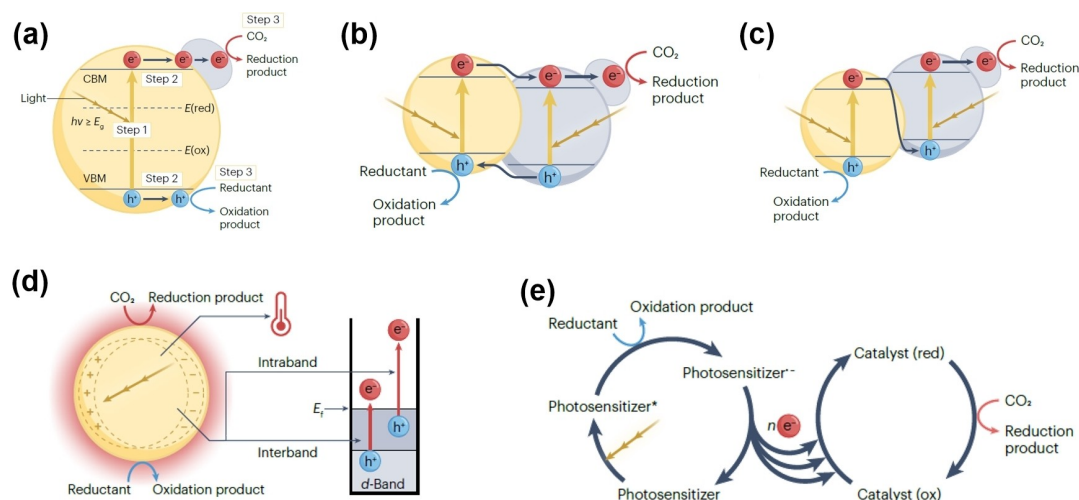 (a)
Step 3
CO₂
Reduction
product
e⁻
e⁻
e⁻
CBM
Step 2
Light
E(red)
hν ≥ E_g
Step 1
E(ox)
VBM
Step 2
Step 3
h⁺
h⁺
Reductant
Oxidation
product
(b)
e⁻
e⁻
e⁻
CO₂
Reduction
product
h⁺
h⁺
Reductant
Oxidation
product
(c)
e⁻
e⁻
e⁻
CO₂
Reduction
product
h⁺
h⁺
Reductant
Oxidation
product
(d)
CO₂
Reduction product
Intraband
E_f
Interband
e⁻
e⁻
h⁺
h⁺
d-Band
Reductant
Oxidation product
(e)
Oxidation product
Reductant
Photosensitizer˙⁻
Photosensitizer*
Photosensitizer
n e⁻
Catalyst (red)
CO₂
Reduction
product
Catalyst (ox)